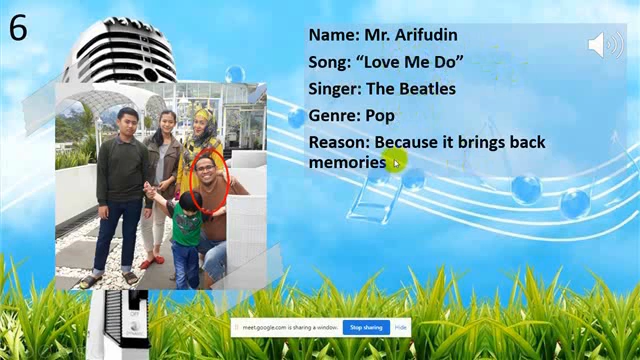 6
Name: Mr. Arifudin
Song: “Love Me Do”
Singer: The Beatles
Genre: Pop
Reason: Because it brings back
memories
OFF
meet.google.com is sharing a window.
Stop sharing
Hide